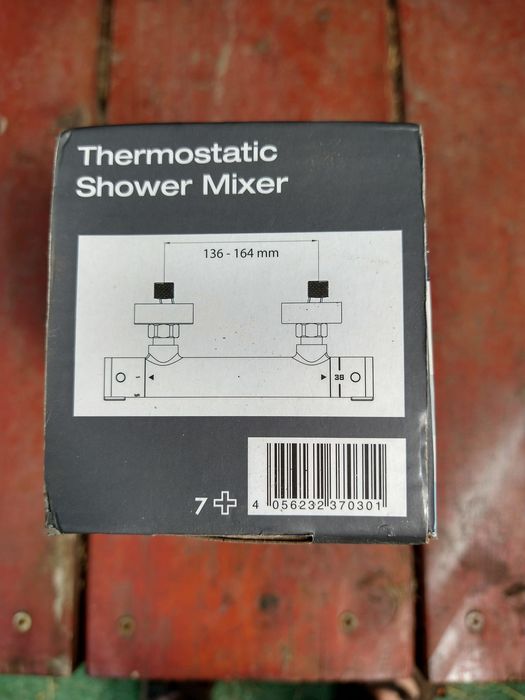 Thermostatic
Shower Mixer
136 - 164 mm
38
7
4 056232 370301